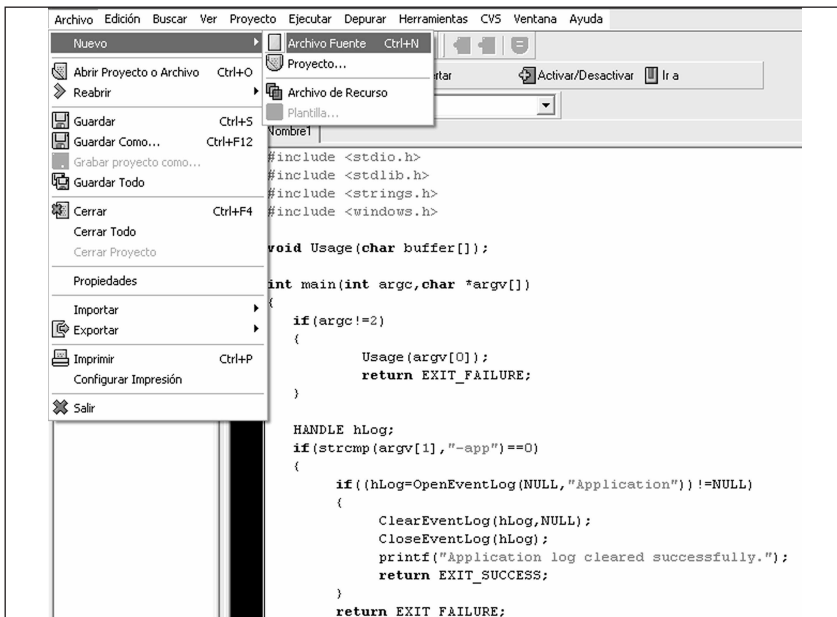 Archivo Edición Buscar Ver Proyecto Ejecutar Depurar Herramientas CVS Ventana Ayuda
Nuevo
Archivo Fuente Ctrl+N
Proyecto...
Archivo de Recurso
Plantilla...
Abrir Proyecto o Archivo Ctrl+O
Reabrir
Guardar Ctrl+S
Guardar Como... Ctrl+F12
Grabar proyecto como...
Guardar Todo
Cerrar Ctrl+F4
Cerrar Todo
Cerrar Proyecto
Propiedades
Importar
Exportar
Imprimir Ctrl+P
Configurar Impresión
Salir
Activar/Desactivar Ir a
Nombre1
#include <stdio.h>
#include <stdlib.h>
#include <strings.h>
#include <windows.h>
void Usage(char buffer[]);
int main(int argc,char *argv[])
{
if(argc!=2)
{
Usage(argv[0]);
return EXIT_FAILURE;
}
HANDLE hLog;
if(strcmp(argv[1],"-app")==0)
{
if((hLog=OpenEventLog(NULL,"Application"))!=NULL)
{
ClearEventLog(hLog,NULL);
CloseEventLog(hLog);
printf("Application log cleared successfully.");
return EXIT_SUCCESS;
}
return EXIT_FAILURE;